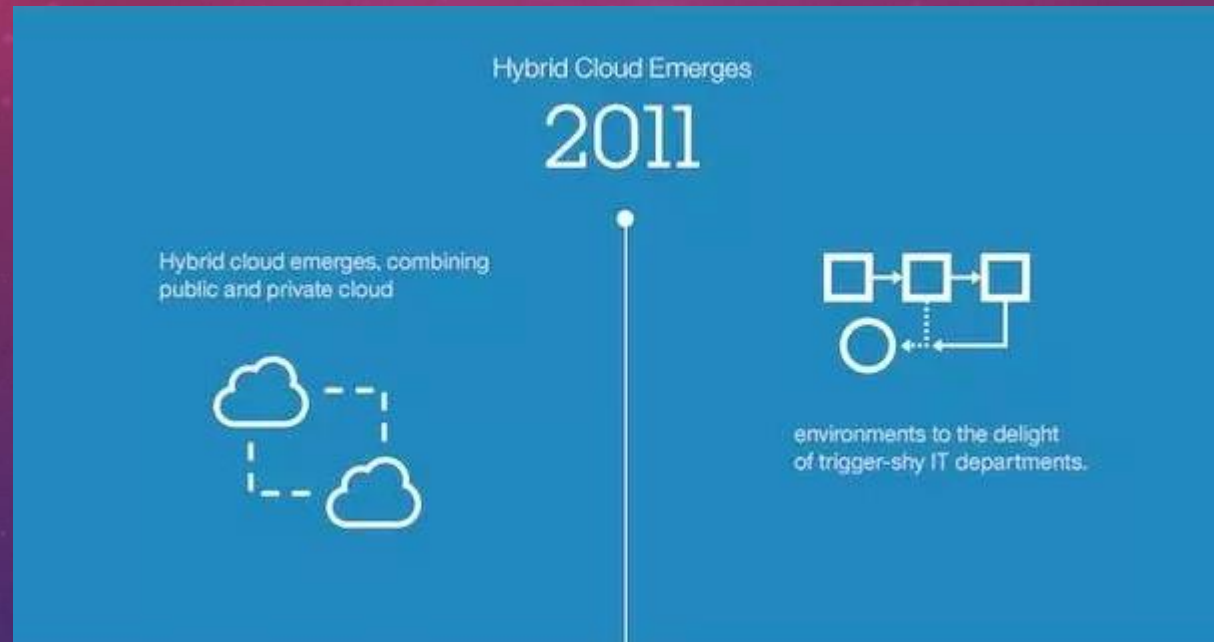 Hybrid Cloud Emerges
2011
Hybrid cloud emerges, combining
public and private cloud
environments to the delight
of trigger-shy IT departments.